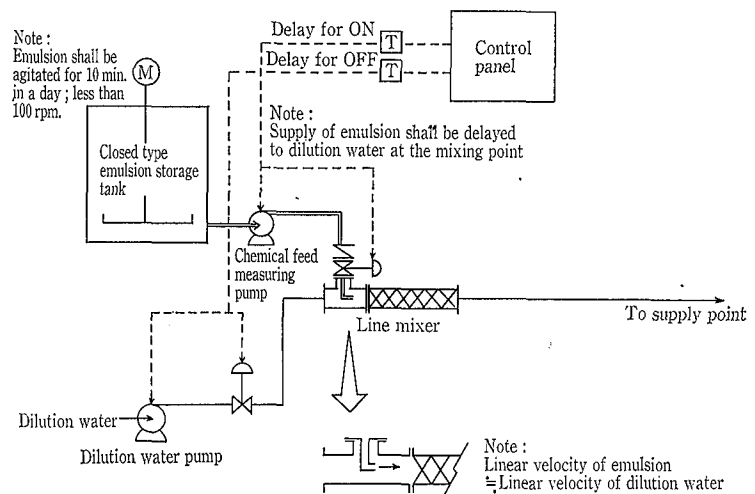 Delay for ON
T
Delay for OFF
T
Control
panel
Note :
Emulsion shall be
agitated for 10 min.
in a day ; less than
100 rpm.
M
Note :
Supply of emulsion shall be delayed
to dilution water at the mixing point
Closed type
emulsion storage
tank
Chemical feed
measuring
pump
Line mixer
To supply point
Dilution water
Dilution water pump
Note :
Linear velocity of emulsion
≒Linear velocity of dilution water